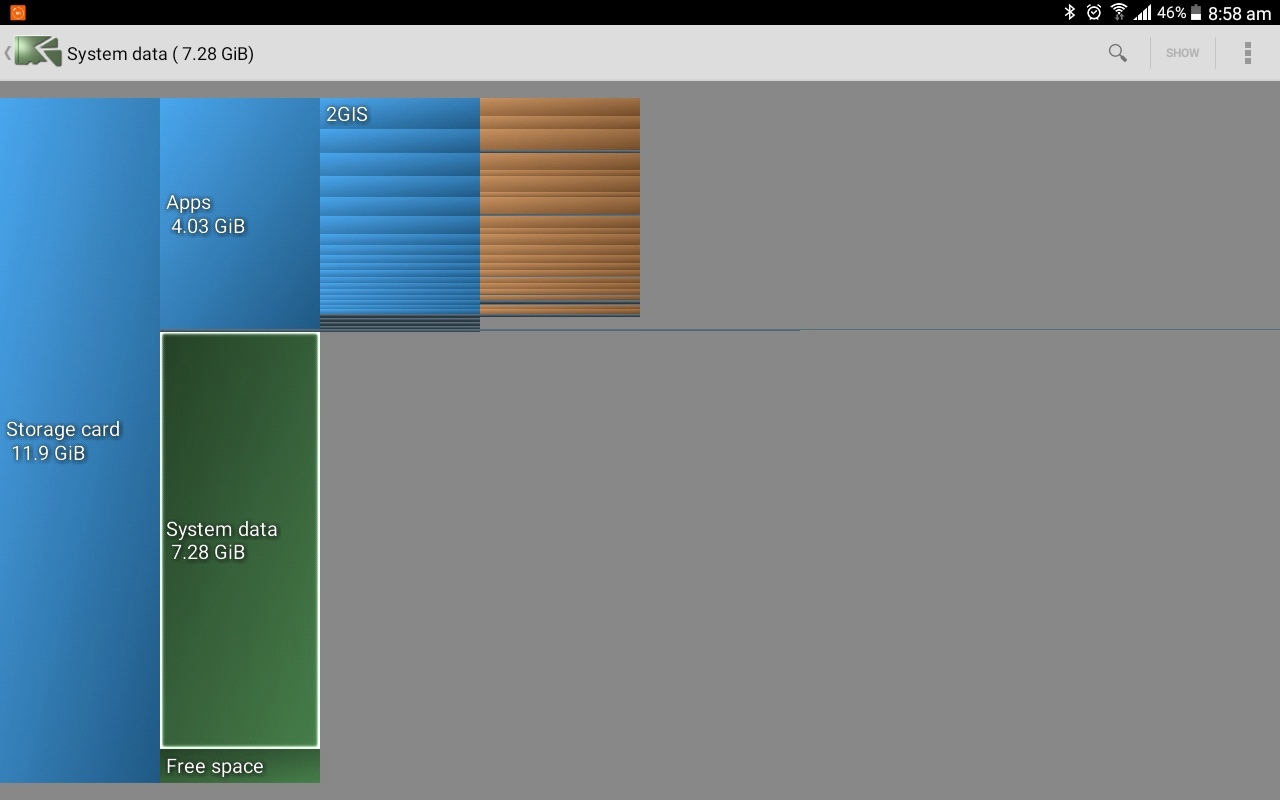 46% 8:58 am
System data ( 7.28 GiB)
SHOW
2GIS
Apps
4.03 GiB
Storage card
11.9 GiB
System data
7.28 GiB
Free space